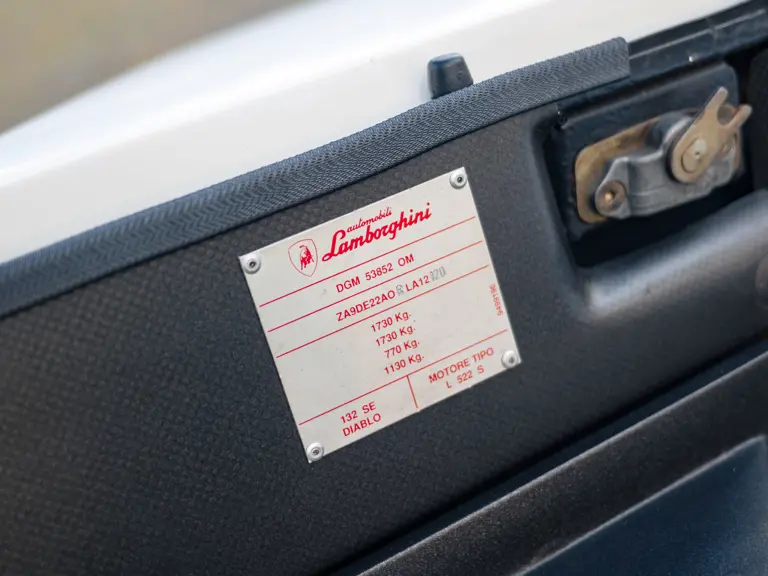 automobili
Lamborghini
DGM 53852 OM
ZA9DE22AO R LA12120
1730 Kg.
1730 Kg.
770 Kg.
1130 Kg.
132 SE
DIABLO
MOTORE TIPO
L 522 S